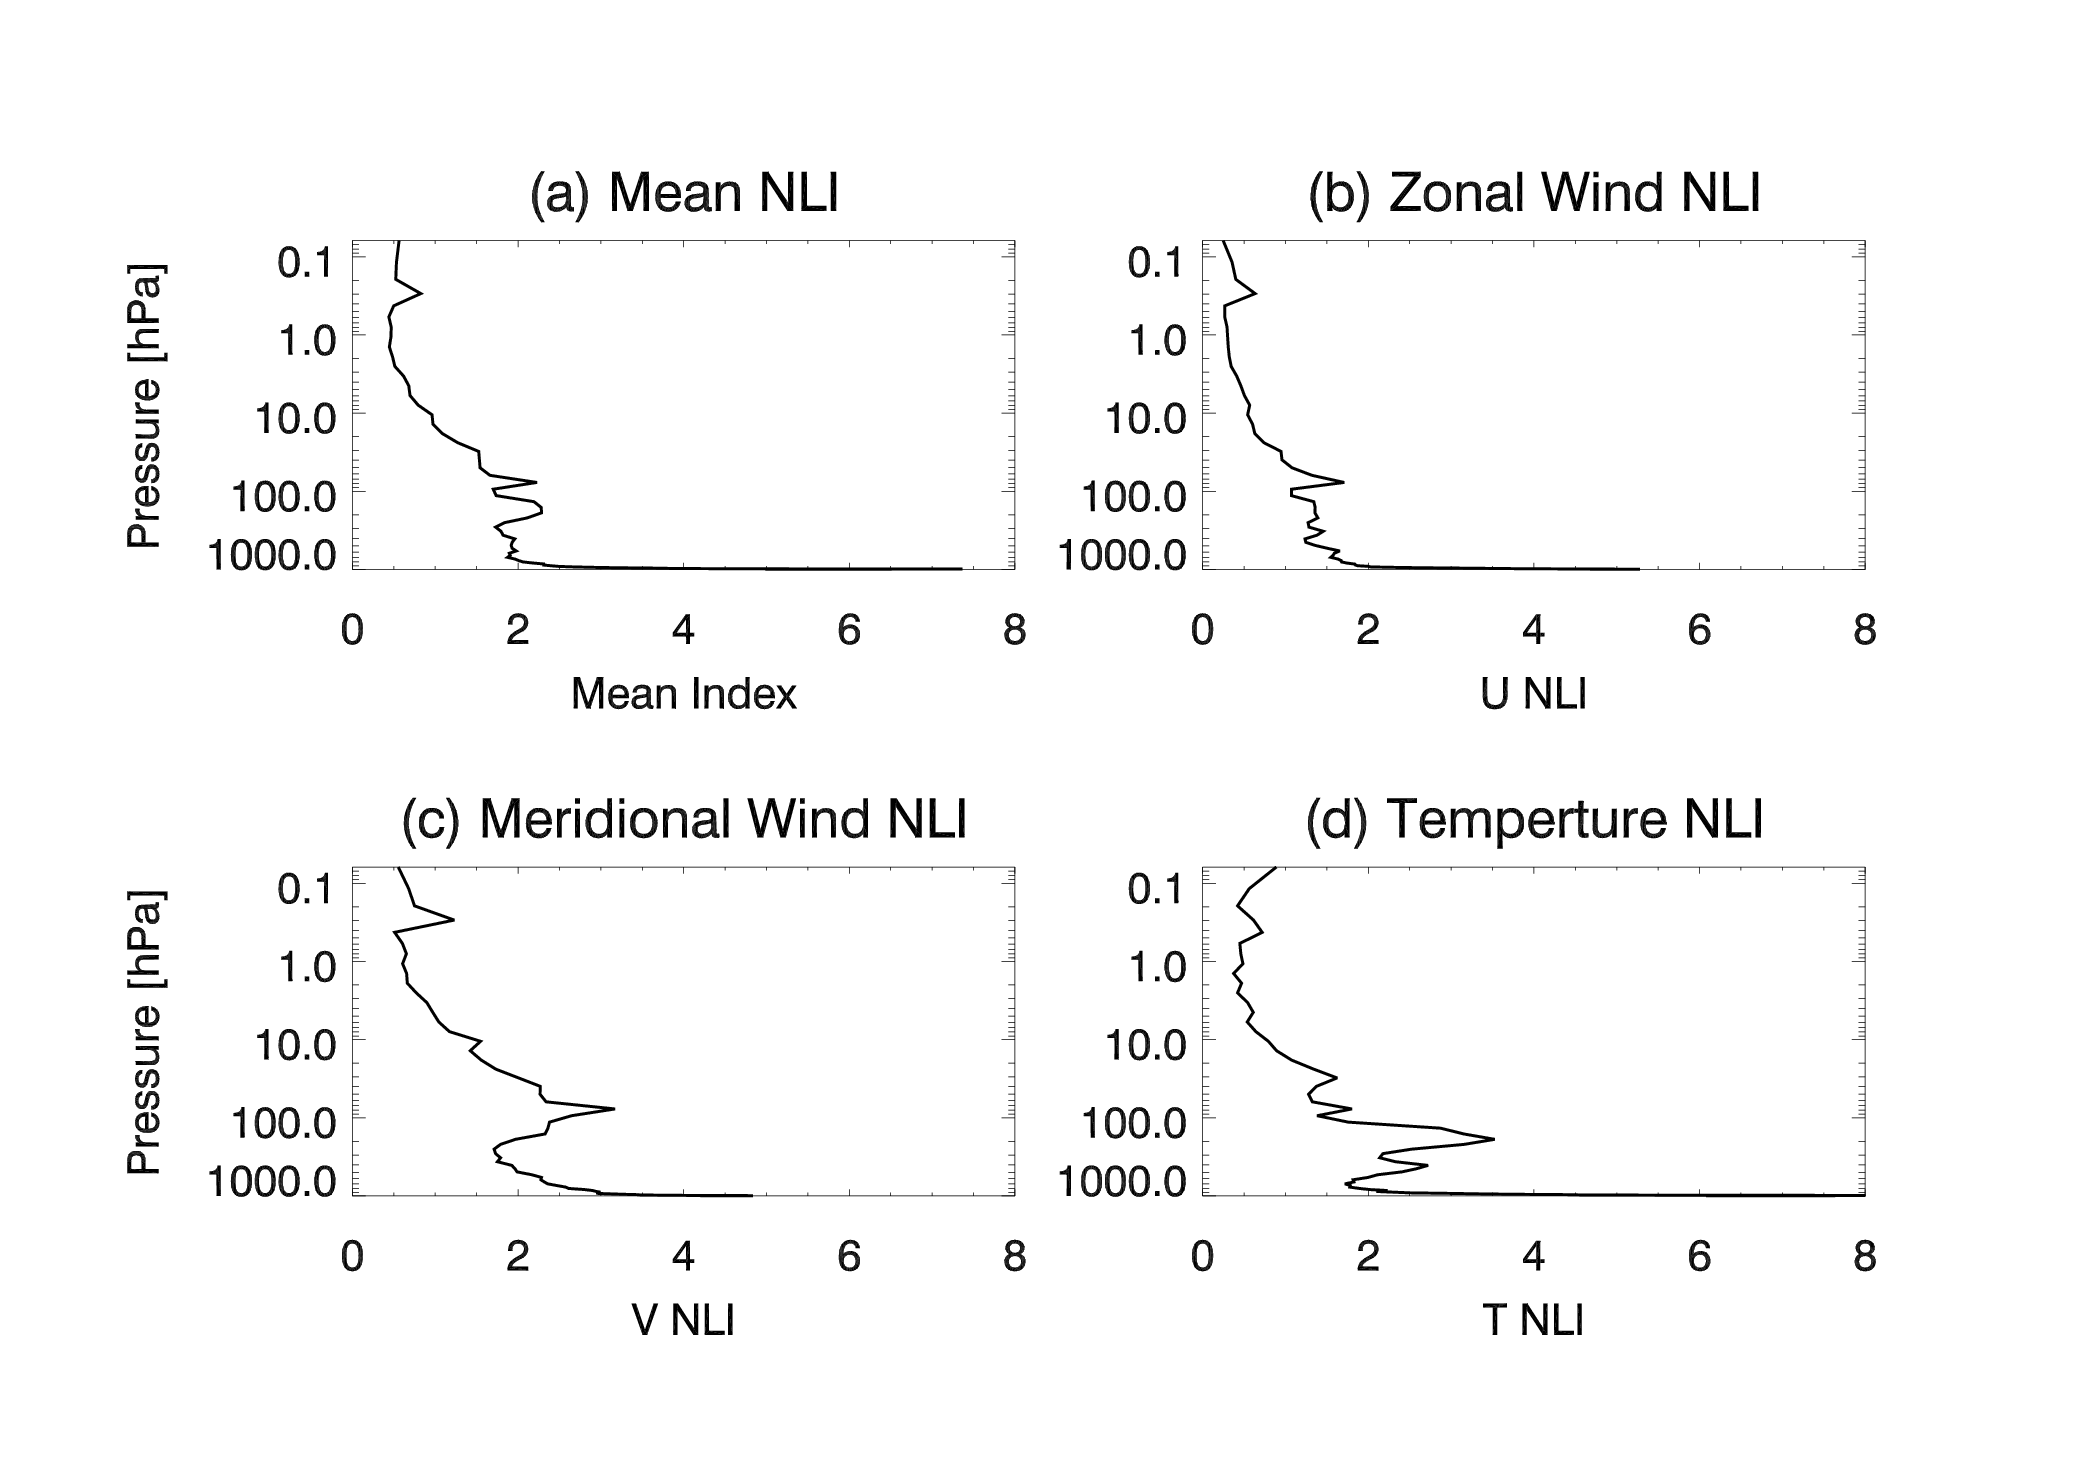 (a) Mean NLI
Pressure [hPa]
0.1
1.0
10.0
100.0
1000.0
0 2 4 6 8
Mean Index
(b) Zonal Wind NLI
0.1
1.0
10.0
100.0
1000.0
0 2 4 6 8
U NLI
(c) Meridional Wind NLI
Pressure [hPa]
0.1
1.0
10.0
100.0
1000.0
0 2 4 6 8
V NLI
(d) Temperture NLI
0.1
1.0
10.0
100.0
1000.0
0 2 4 6 8
T NLI